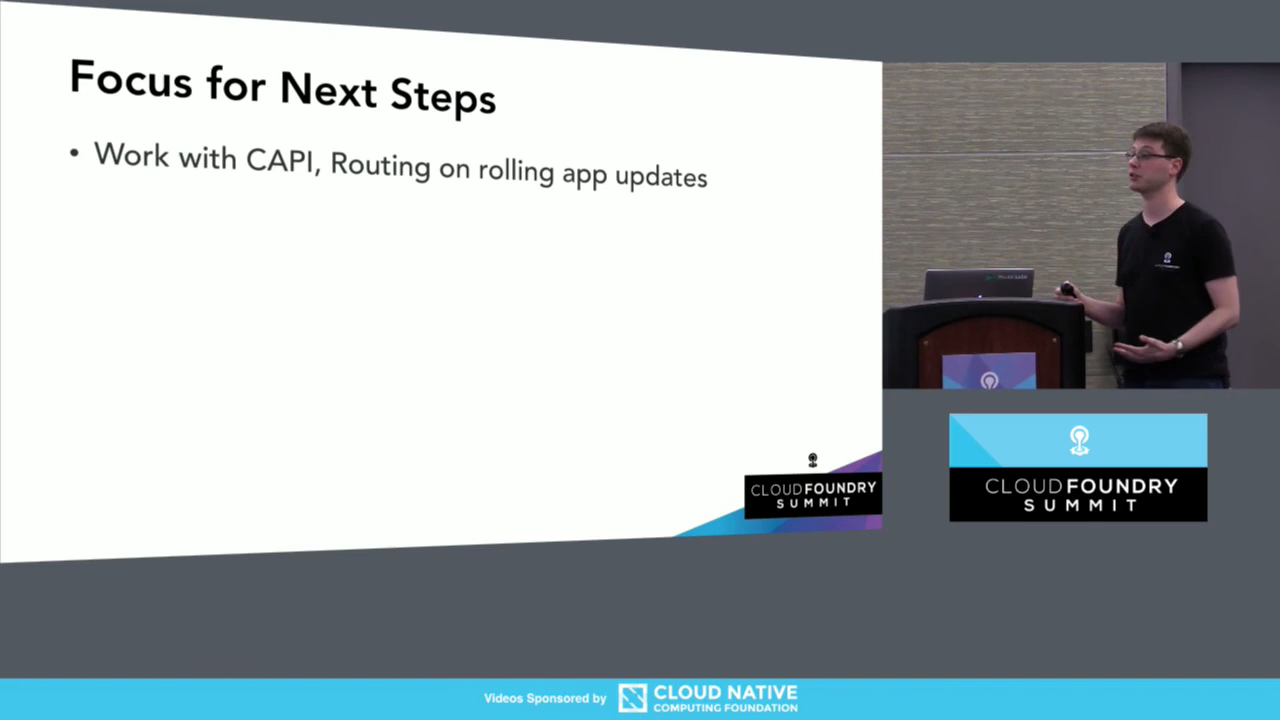 Focus for Next Steps
• Work with CAPI, Routing on rolling app updates
CLOUDFOUNDRY
SUMMIT
CLOUDFOUNDRY
SUMMIT
Videos Sponsored by
CLOUD NATIVE
COMPUTING FOUNDATION